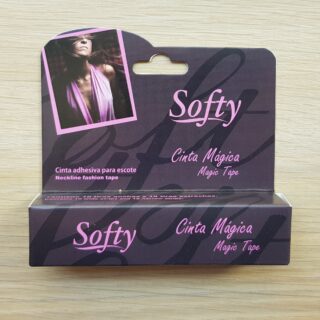 Softy
Cinta Mágica
Magic Tape
Cinta adhesiva para escote
Neckline fashion tape
Softy
Cinta Mágica
Magic Tape